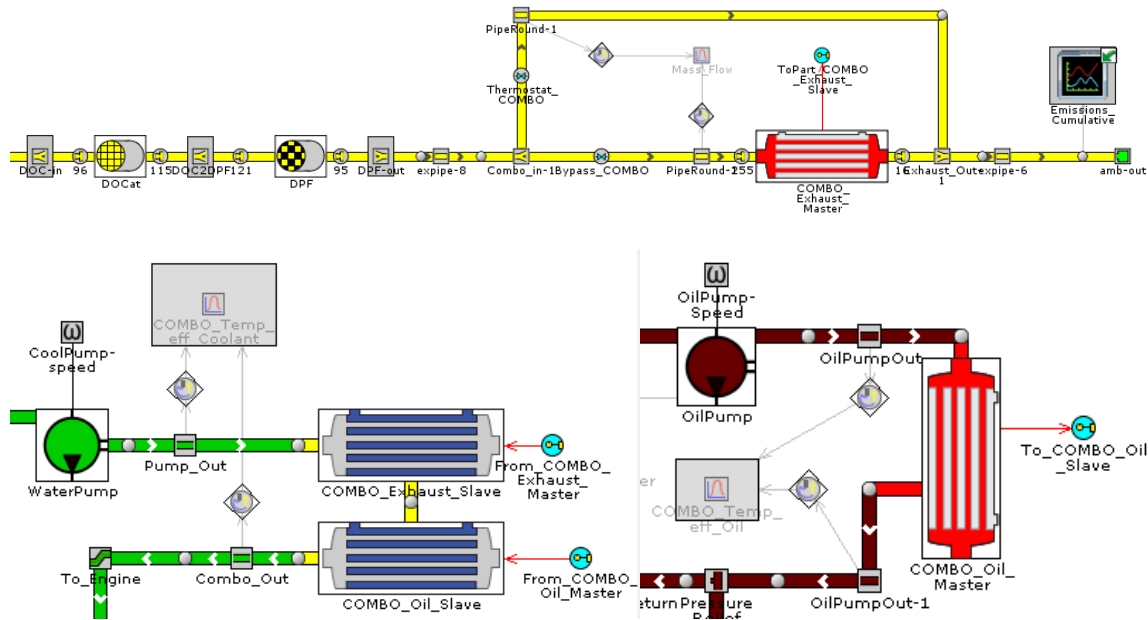 PipeRound-1
Mass_Flow
ToPart_COMBO
_Exhaust_
Slave
Thermostat_
COMBO
Emissions_
Cumulative
DOC-in
96
DOCat
115
DOC2DPF
121
DPF
95
DPF-out
expipe-8
Combo_in-1
Bypass_COMBO
PipeRound-2
255
COMBO_
Exhaust_
Master
16
Exhaust_Out-
1
expipe-6
amb-out
COMBO_Temp_
eff_Coolant
ω
CoolPump-
speed
WaterPump
Pump_Out
COMBO_Exhaust_Slave
From_COMBO_
Exhaust_
Master
To_Engine
Combo_Out
COMBO_Oil_Slave
From_COMBO_
Oil_Master
ω
OilPump-
Speed
OilPump
OilPumpOut
To_COMBO_Oil
_Slave
COMBO_Temp_
eff_Oil
COMBO_Oil_
Master
Pressure
OilPumpOut-1